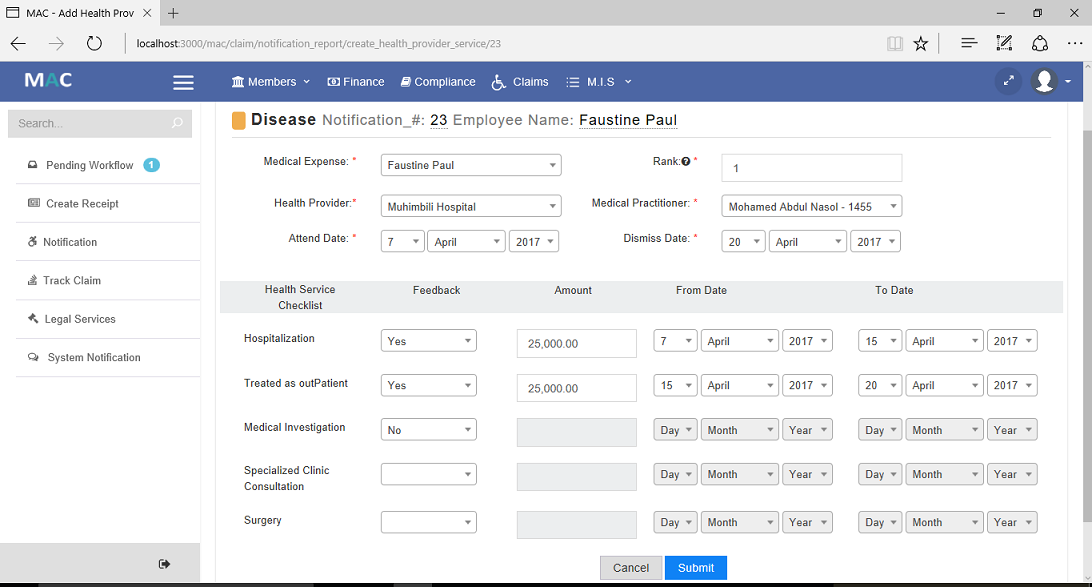 MAC - Add Health Prov
localhost:3000/mac/claim/notification_report/create_health_provider_service/23
MAC Members Finance Compliance Claims M.I.S
Search...
Pending Workflow 1
Create Receipt
Notification
Track Claim
Legal Services
System Notification
Disease Notification_#: 23 Employee Name: Faustine Paul
Medical Expense: * Faustine Paul Rank: * 1
Health Provider:* Muhimbili Hospital Medical Practitioner: * Mohamed Abdul Nasol - 1455
Attend Date: * 7 April 2017 Dismiss Date: * 20 April 2017
Health Service Checklist Feedback Amount From Date To Date
Hospitalization Yes 25,000.00 7 April 2017 15 April 2017
Treated as outPatient Yes 25,000.00 15 April 2017 20 April 2017
Medical Investigation No Day Month Year Day Month Year
Specialized Clinic Consultation Day Month Year Day Month Year
Surgery Day Month Year Day Month Year
Cancel Submit